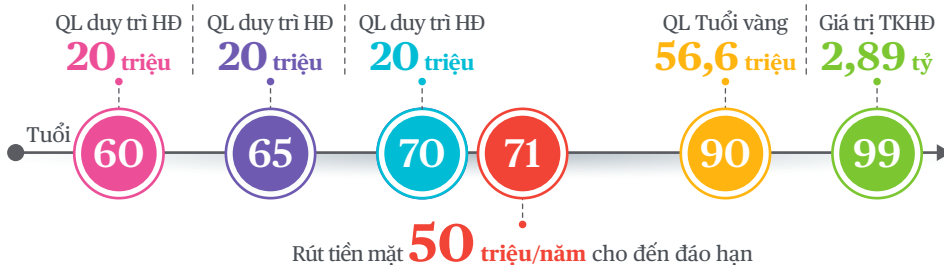 QL duy trì HĐ
20 triệu
QL duy trì HĐ
20 triệu
QL duy trì HĐ
20 triệu
QL Tuổi vàng
56,6 triệu
Giá trị TKHĐ
2,89 tỷ
Tuổi
60
65
70
71
90
99
Rút tiền mặt 50 triệu/năm cho đến đáo hạn